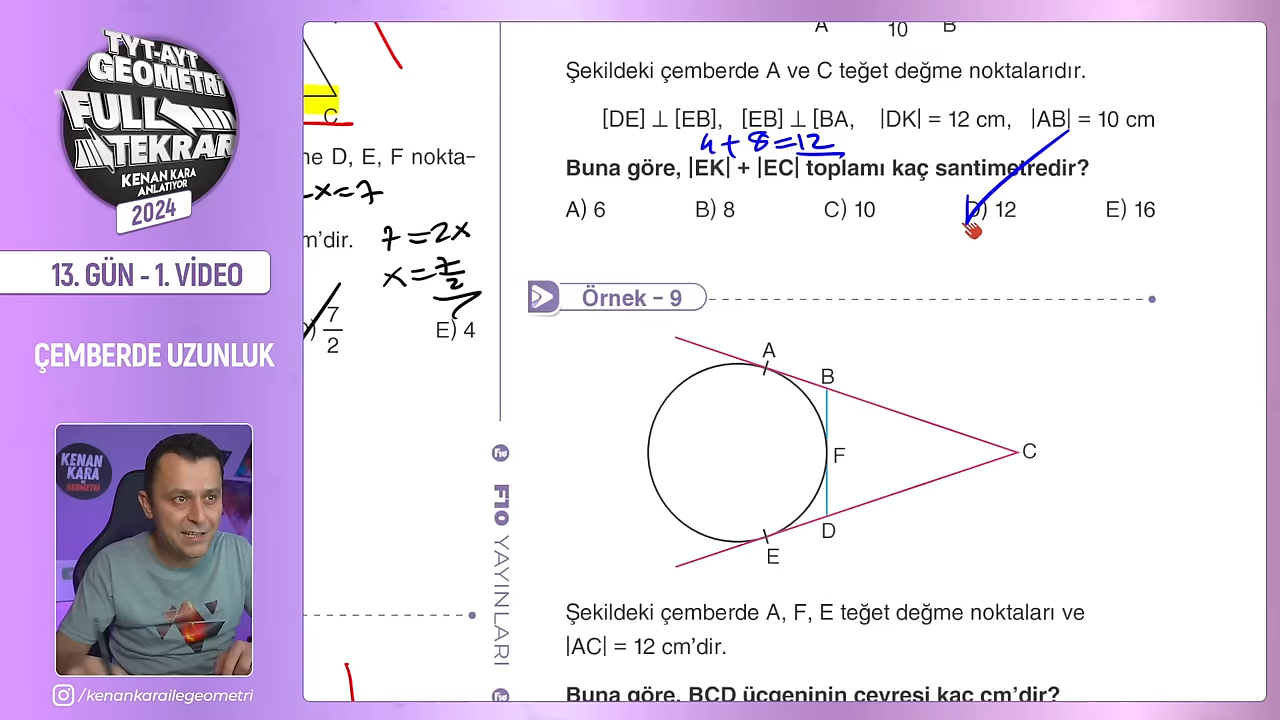 TYT-AYT
GEOMETRİ
FULL
TEKRAR
KENAN KARA
ANLATIYOR
2024
13. GÜN - 1. VİDEO
ÇEMBERDE UZUNLUK
KENAN
KARA
GEOMETRİ
/kenankarailegeometri
C
D, E, F nokta-
x=7
m'dir.
7=2x
x=7/2
7/2
E) 4
F10
F10 YAYINLARI
F10
A 10 B
Şekildeki çemberde A ve C teğet değme noktalarıdır.
[DE] ⊥ [EB], [EB] ⊥ [BA, |DK| = 12 cm, |AB| = 10 cm
4+8=12
Buna göre, |EK| + |EC| toplamı kaç santimetredir?
A) 6 B) 8 C) 10 D) 12 E) 16
Örnek - 9
A
B
F
C
D
E
Şekildeki çemberde A, F, E teğet değme noktaları ve
|AC| = 12 cm'dir.
Buna göre, BCD üçgeninin çevresi kaç cm'dir?